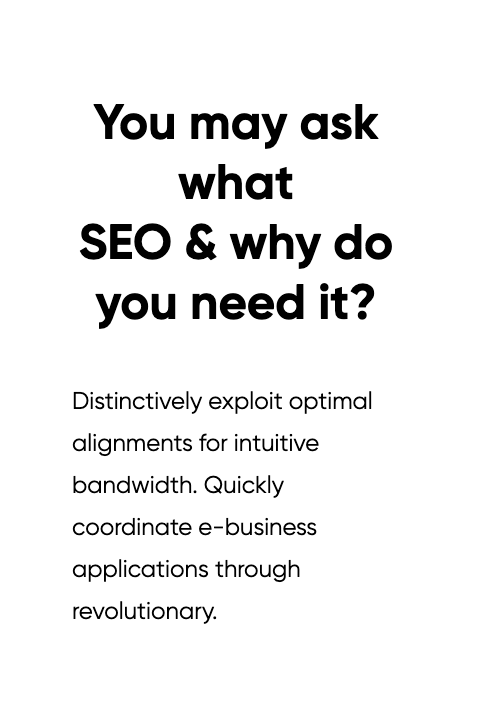 You may ask
what
SEO & why do
you need it?
Distinctively exploit optimal
alignments for intuitive
bandwidth. Quickly
coordinate e-business
applications through
revolutionary.